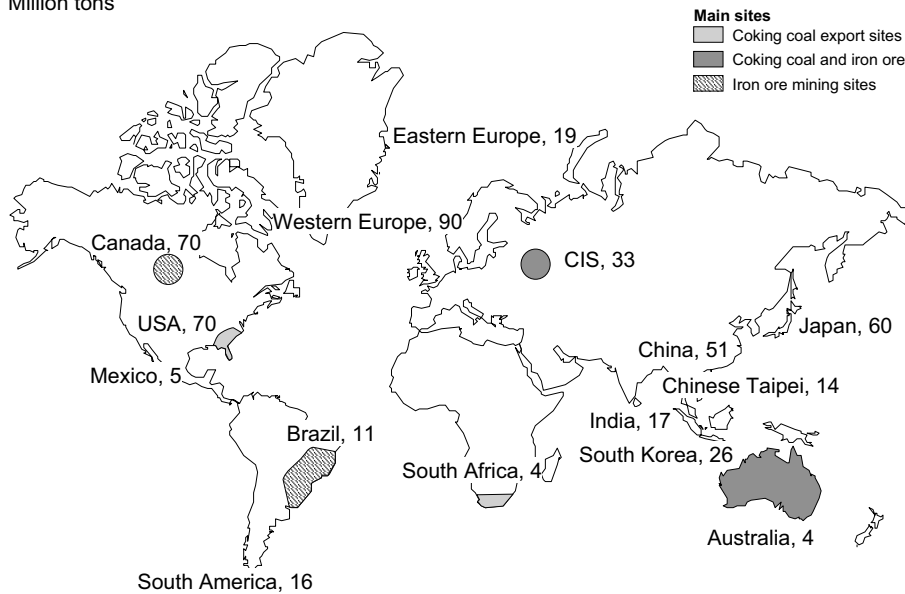 Million tons
Main sites
Coking coal export sites
Coking coal and iron ore
Iron ore mining sites
Eastern Europe, 19
Western Europe, 90
Canada, 70
CIS, 33
USA, 70
Japan, 60
China, 51
Mexico, 5
Chinese Taipei, 14
India, 17
Brazil, 11
South Korea, 26
South Africa, 4
Australia, 4
South America, 16